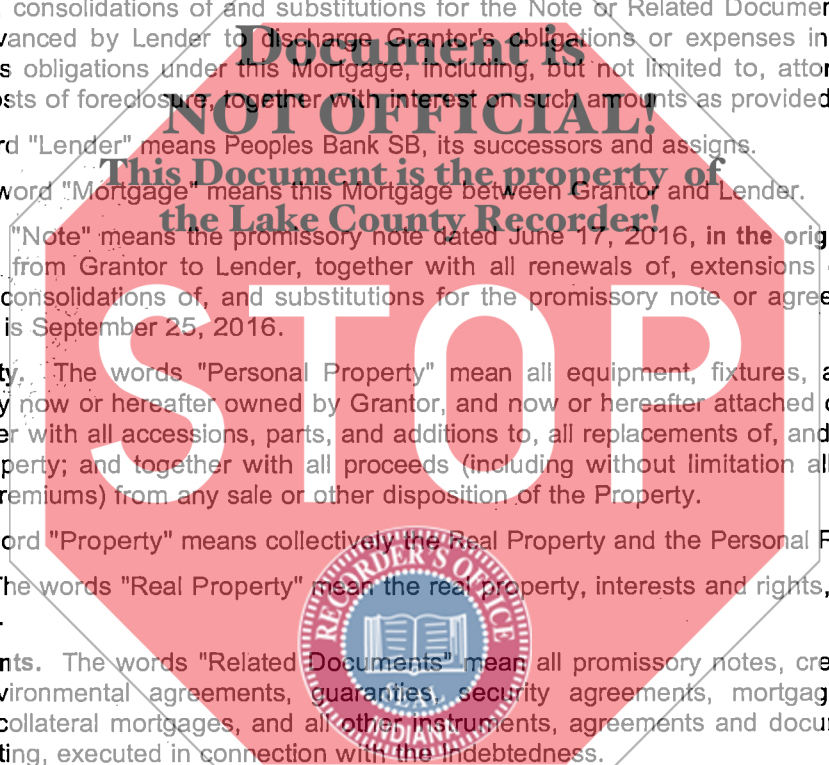 consolidations of and substitutions for the Note or Related Documen
vanced by Lender to discharge Grantor's obligations or expenses in
s obligations under this Mortgage, including, but not limited to, attor
osts of foreclosure, together with interest on such amounts as provided
rd "Lender" means Peoples Bank SB, its successors and assigns.
word "Mortgage" means this Mortgage between Grantor and Lender.
"Note" means the promissory note dated June 17, 2016, in the orig
from Grantor to Lender, together with all renewals of, extensions
consolidations of, and substitutions for the promissory note or agree
is September 25, 2016.
ty. The words "Personal Property" mean all equipment, fixtures, a
y now or hereafter owned by Grantor, and now or hereafter attached
er with all accessions, parts, and additions to, all replacements of, and
perty; and together with all proceeds (including without limitation all
remiums) from any sale or other disposition of the Property.
ord "Property" means collectively the Real Property and the Personal P
The words "Real Property" mean the real property, interests and rights,
nts. The words "Related Documents" mean all promissory notes, cre
vironmental agreements, guaranties, security agreements, mortgag
collateral mortgages, and all other instruments, agreements and docu
ting, executed in connection with the Indebtedness.
Document is
NOT OFFICIAL!
This Document is the property of
the Lake County Recorder!
STOP
RECORDER'S OFFICE
SEAL
INDIANA